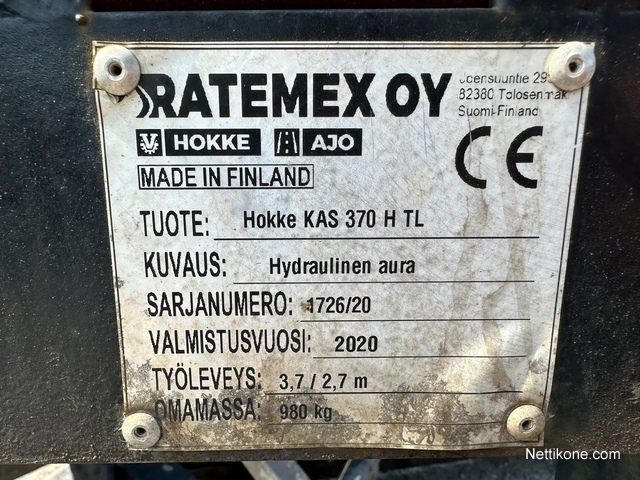 RATEMEX OY
Joensuuntie
82380 Tolosenmäki
Suomi-Finland
HOKKE AJO
CE
MADE IN FINLAND
TUOTE: Hokke KAS 370 H TL
KUVAUS: Hydraulinen aura
SARJANUMERO: 1726/20
VALMISTUSVUOSI: 2020
TYÖLEVEYS: 3,7 / 2,7 m
OMAMASSA: 980 kg
Nettikone.com